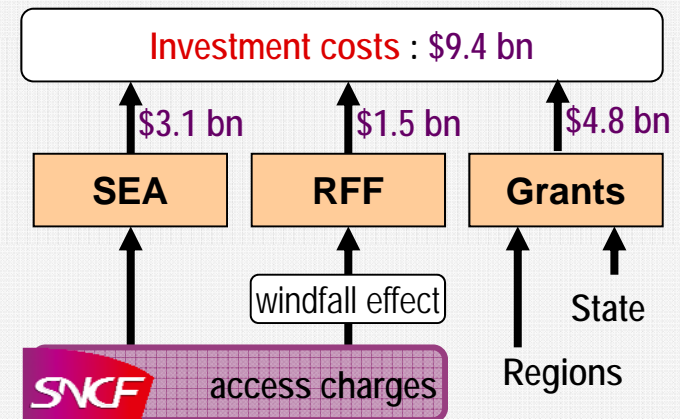 Investment costs : $9.4 bn
$3.1 bn
$1.5 bn
$4.8 bn
SEA
RFF
Grants
windfall effect
State
Regions
SNCF
access charges